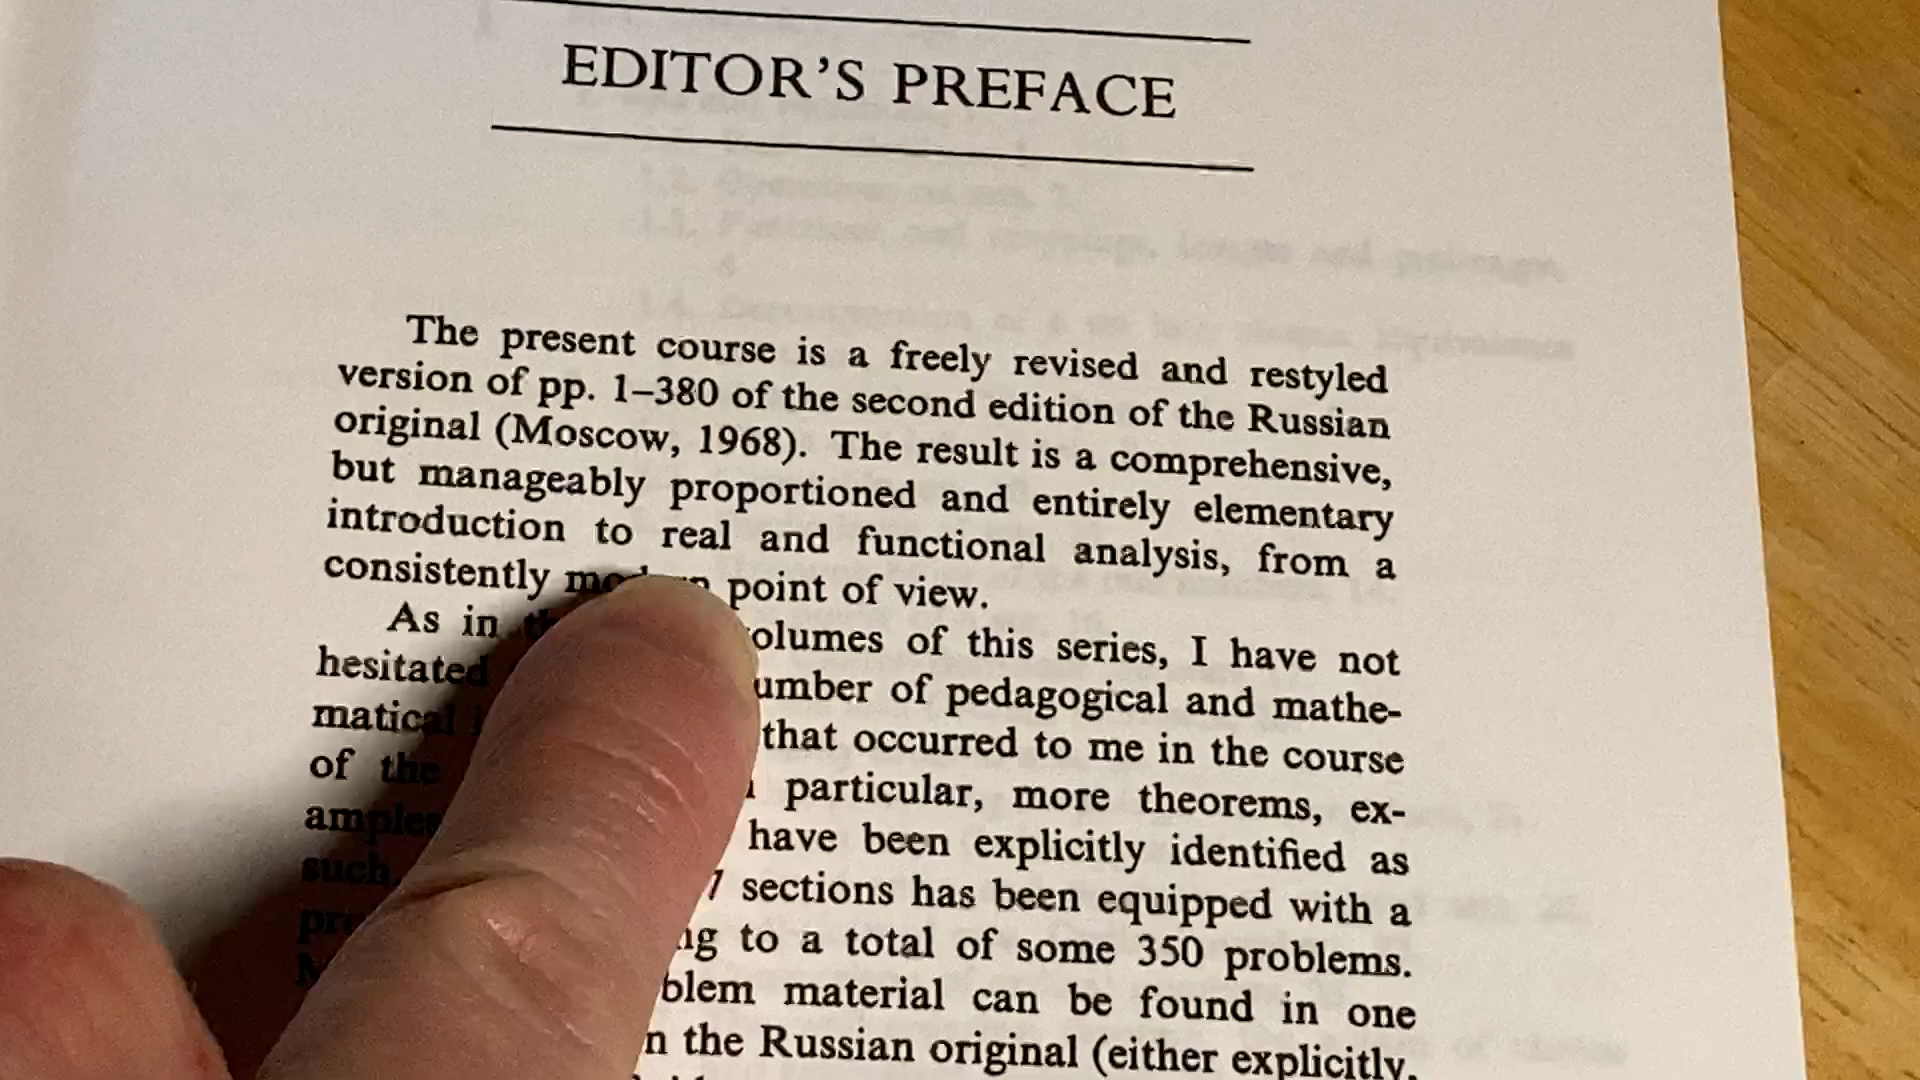 EDITOR'S PREFACE
The present course is a freely revised and restyled
version of pp. 1–380 of the second edition of the Russian
original (Moscow, 1968). The result is a comprehensive,
but manageably proportioned and entirely elementary
introduction to real and functional analysis, from a
consistently modern point of view.
As in olumes of this series, I have not
hesitated umber of pedagogical and mathe-
matical that occurred to me in the course
of the particular, more theorems, ex-
amples have been explicitly identified as
such. 7 sections has been equipped with a
ng to a total of some 350 problems.
blem material can be found in one
n the Russian original (either explicitly,